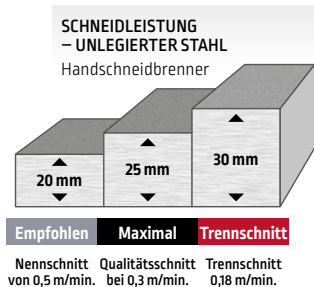 SCHNEIDLEISTUNG
– UNLEGIERTER STAHL
Handschneidbrenner
20 mm
25 mm
30 mm
Empfohlen Maximal Trennschnitt
Nennschnitt Qualitätsschnitt Trennschnitt
von 0,5 m/min. bei 0,3 m/min. 0,18 m/min.